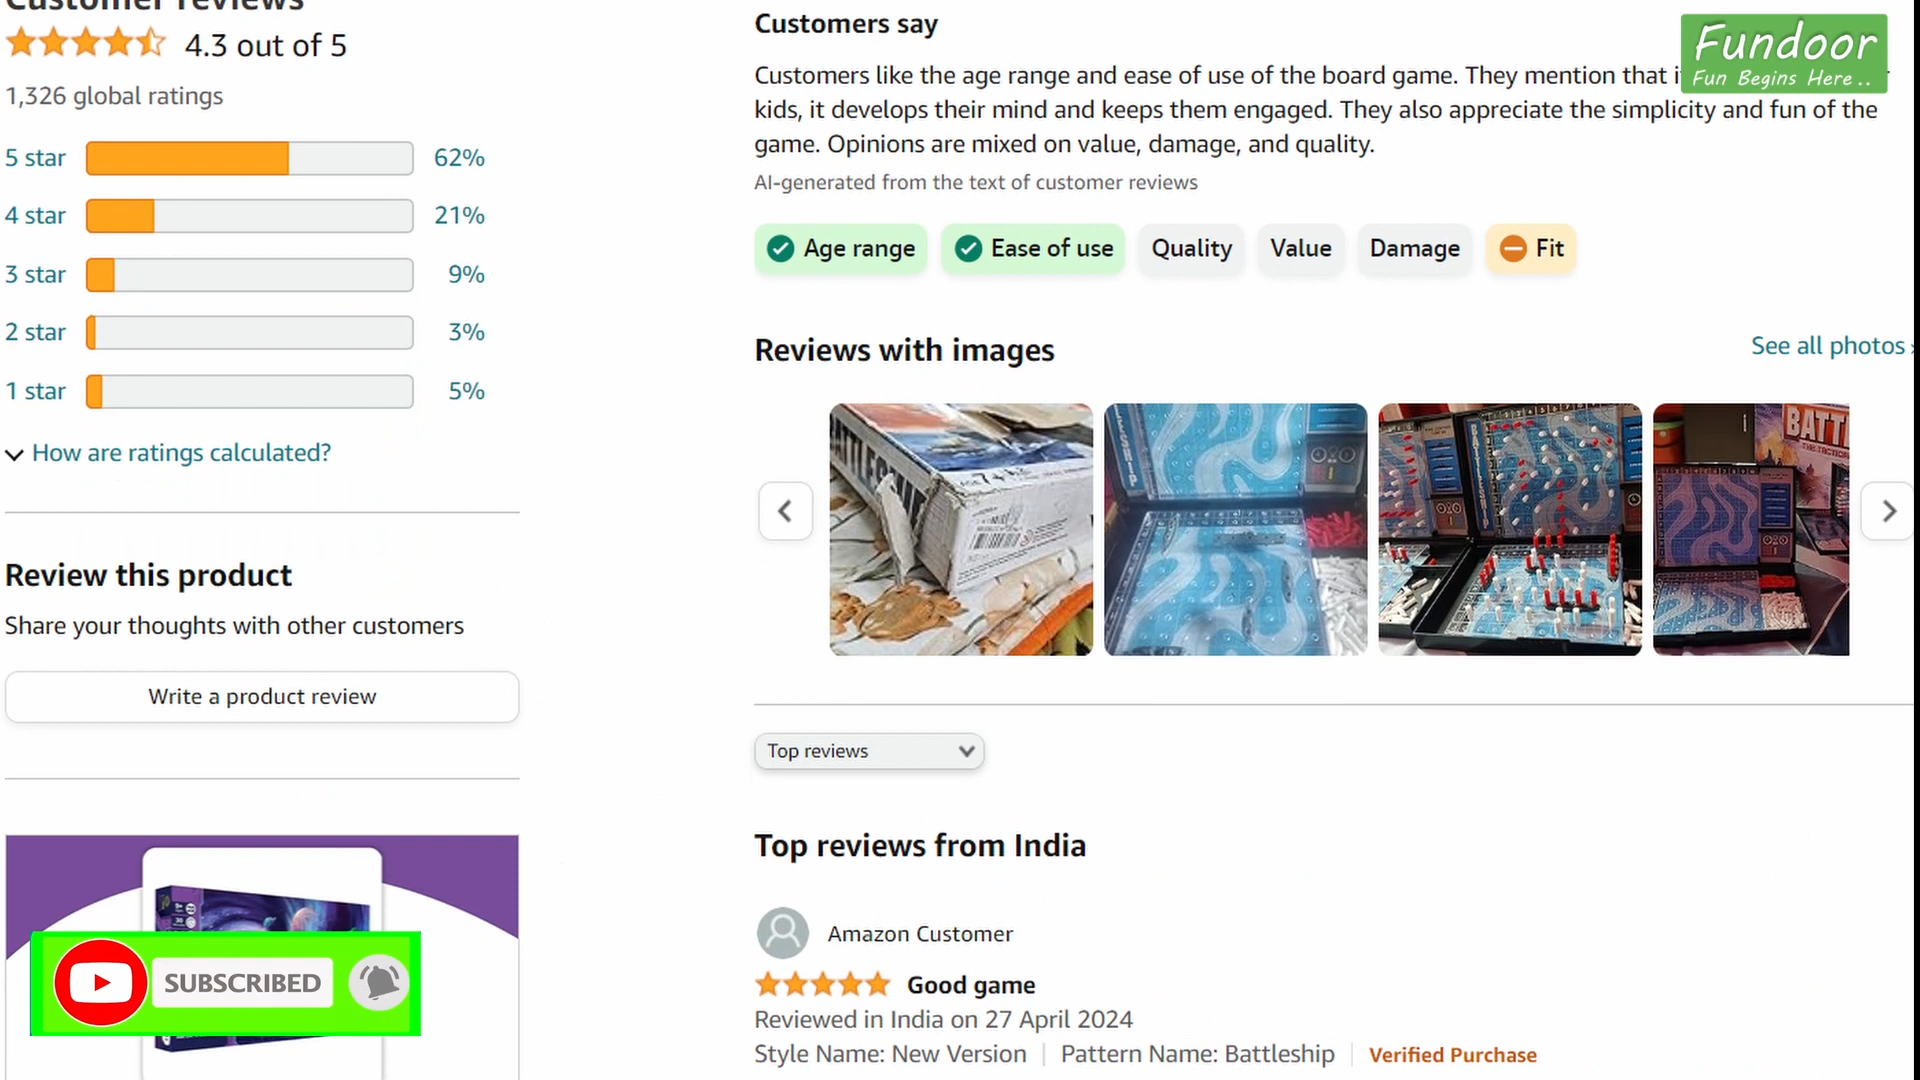 Customer reviews
4.3 out of 5
1,326 global ratings
5 star 62%
4 star 21%
3 star 9%
2 star 3%
1 star 5%
How are ratings calculated?
Review this product
Share your thoughts with other customers
Write a product review
SUBSCRIBED
Customers say
Customers like the age range and ease of use of the board game. They mention that
kids, it develops their mind and keeps them engaged. They also appreciate the simplicity and fun of the
game. Opinions are mixed on value, damage, and quality.
AI-generated from the text of customer reviews
Age range Ease of use Quality Value Damage Fit
Reviews with images
See all photos
7+
BATTL
Top reviews
Top reviews from India
Amazon Customer
Good game
Reviewed in India on 27 April 2024
Style Name: New Version | Pattern Name: Battleship | Verified Purchase
Fundoor
Fun Begins Here ..